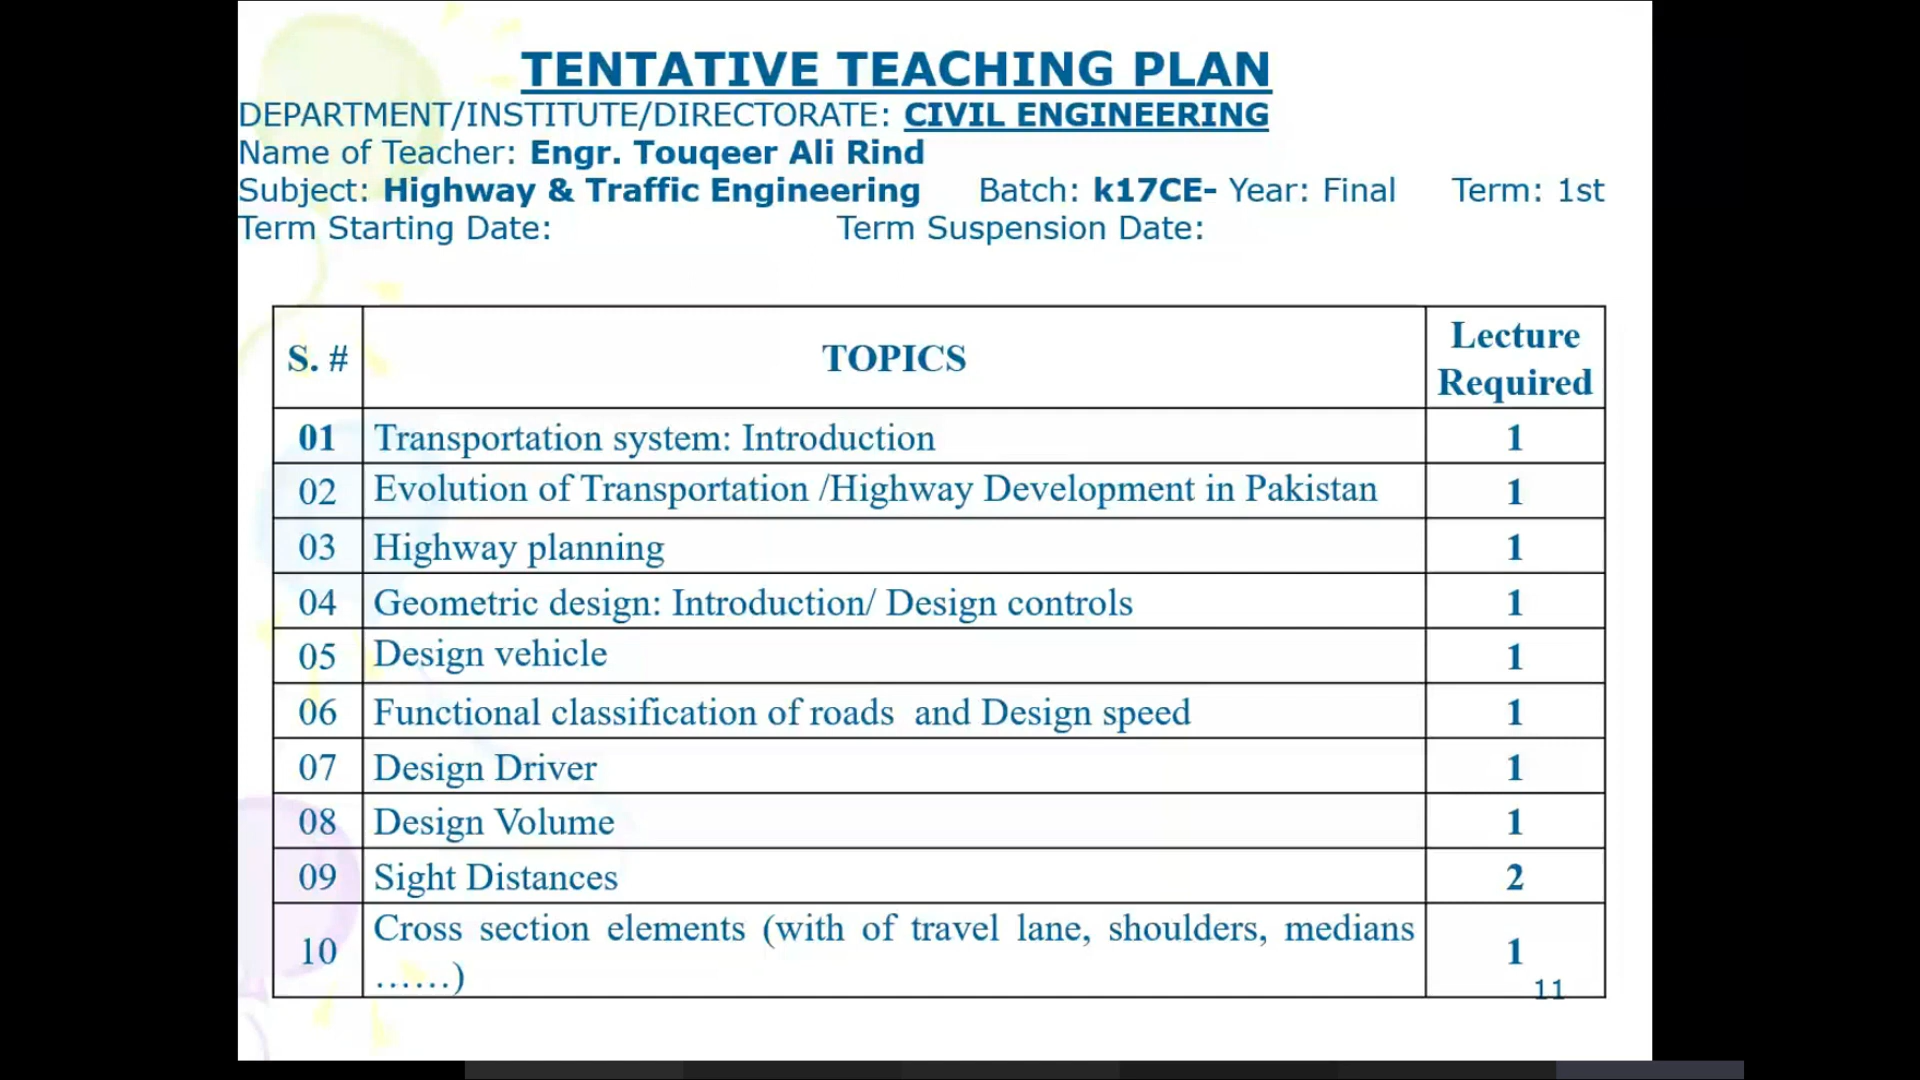 TENTATIVE TEACHING PLAN
DEPARTMENT/INSTITUTE/DIRECTORATE: CIVIL ENGINEERING
Name of Teacher: Engr. Touqeer Ali Rind
Subject: Highway & Traffic Engineering Batch: k17CE- Year: Final Term: 1st
Term Starting Date: Term Suspension Date:
S. # TOPICS Lecture Required
01 Transportation system: Introduction 1
02 Evolution of Transportation /Highway Development in Pakistan 1
03 Highway planning 1
04 Geometric design: Introduction/ Design controls 1
05 Design vehicle 1
06 Functional classification of roads and Design speed 1
07 Design Driver 1
08 Design Volume 1
09 Sight Distances 2
10 Cross section elements (with of travel lane, shoulders, medians 1
......)
11